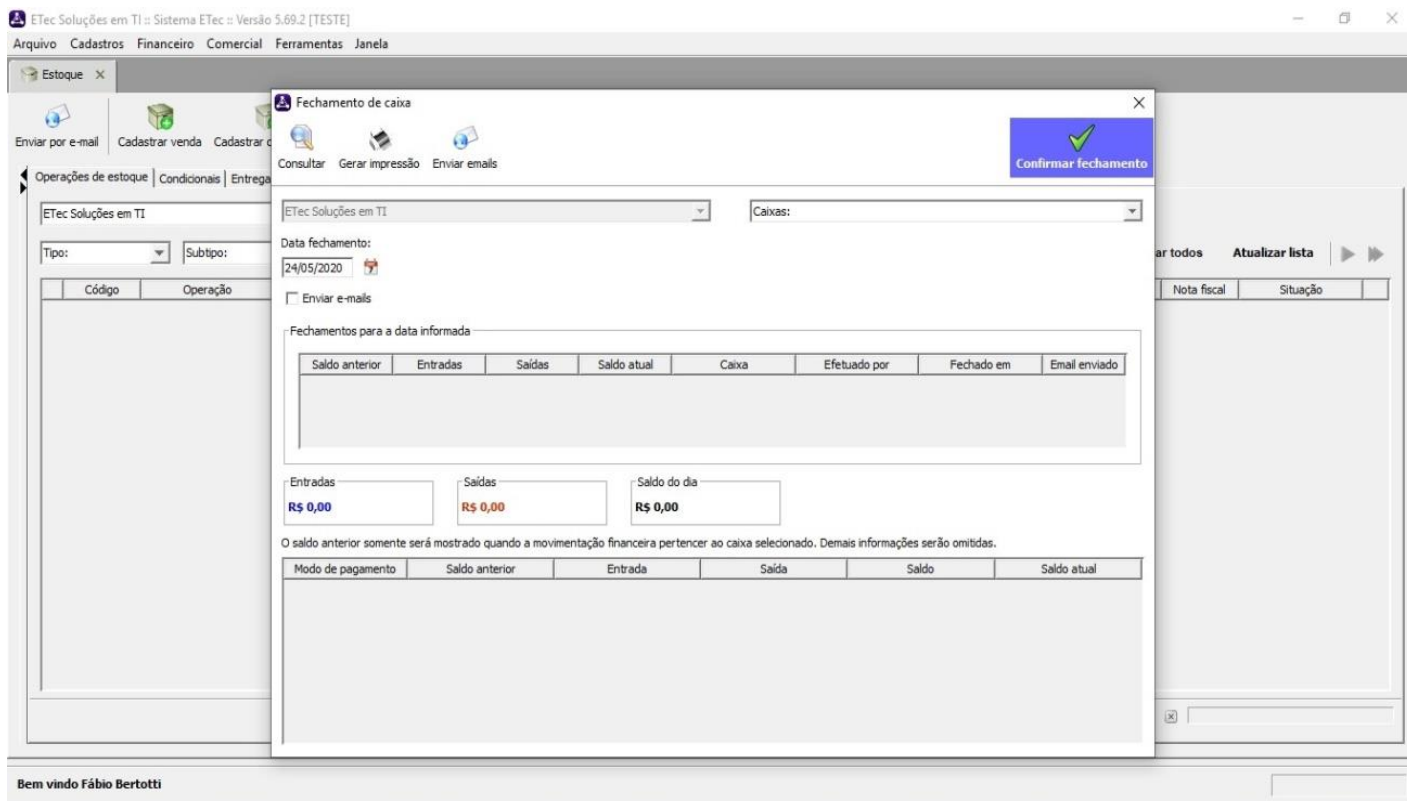 ETec Soluções em TI :: Sistema ETec :: Versão 5.69.2 [TESTE]
Arquivo Cadastros Financeiro Comercial Ferramentas Janela
Estoque
Enviar por e-mail Cadastrar venda Cadastrar
Operações de estoque Condicionais Entrega
ETec Soluções em TI
Tipo: Subtipo:
Código Operação
Fechamento de caixa
Consultar Gerar impressão Enviar emails Confirmar fechamento
ETec Soluções em TI Caixas:
Data fechamento:
24/05/2020
Enviar e-mails
Fechamentos para a data informada
Saldo anterior Entradas Saídas Saldo atual Caixa Efetuado por Fechado em Email enviado
Entradas Saídas Saldo do dia
R$ 0,00 R$ 0,00 R$ 0,00
O saldo anterior somente será mostrado quando a movimentação financeira pertencer ao caixa selecionado. Demais informações serão omitidas.
Modo de pagamento Saldo anterior Entrada Saída Saldo Saldo atual
ar todos Atualizar lista
Nota fiscal Situação
Bem vindo Fábio Bertotti